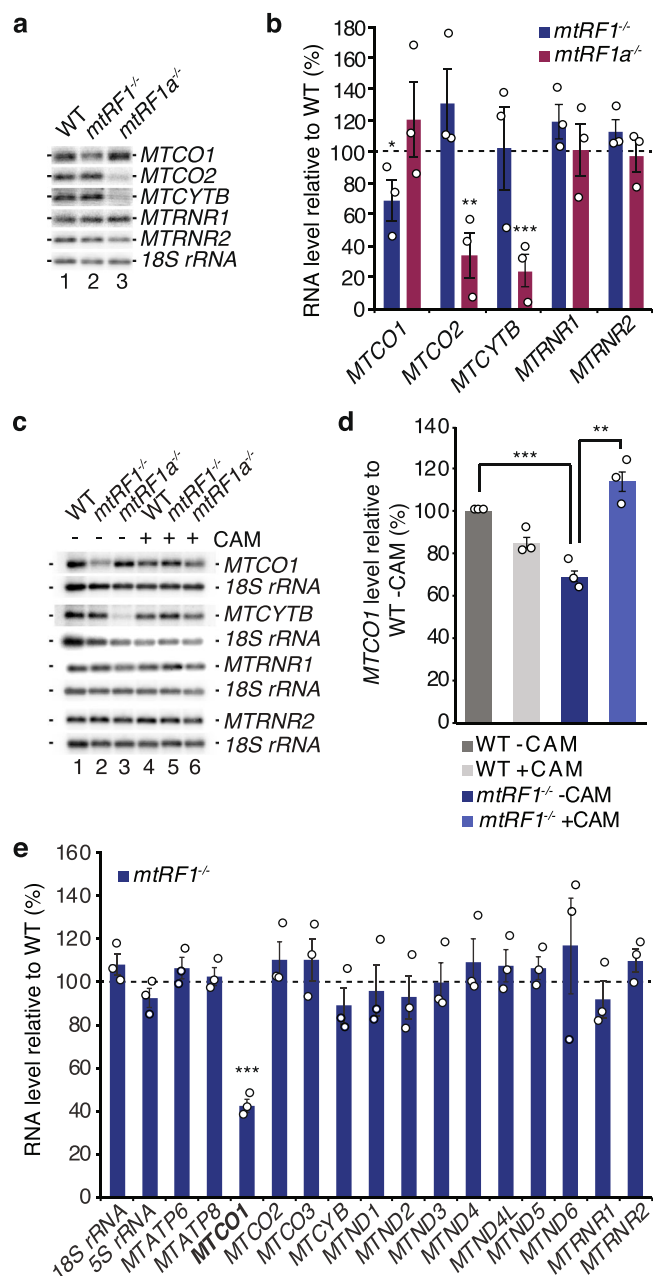 a
WT
mtRF1-/-
mtRF1a-/-
MTCO1
MTCO2
MTCYTB
MTRNR1
MTRNR2
18S rRNA
1 2 3
b
RNA level relative to WT (%)
180
160
140
120
100
80
60
40
20
0
mtRF1-/-
mtRF1a-/-
*
**
***
MTCO1
MTCO2
MTCYTB
MTRNR1
MTRNR2
c
WT
mtRF1-/-
mtRF1a-/-
WT
mtRF1-/-
mtRF1a-/-
- - - + + + CAM
MTCO1
18S rRNA
MTCYTB
18S rRNA
MTRNR1
18S rRNA
MTRNR2
18S rRNA
1 2 3 4 5 6
d
MTCO1 level relative to
WT -CAM (%)
140
120
100
80
60
40
20
0
***
**
WT -CAM
WT +CAM
mtRF1-/- -CAM
mtRF1-/- +CAM
e
RNA level relative to WT (%)
160
140
120
100
80
60
40
20
0
mtRF1-/-
***
18S rRNA
5S rRNA
MTATP6
MTATP8
MTCO1
MTCO2
MTCO3
MTCYB
MTND1
MTND2
MTND3
MTND4
MTND4L
MTND5
MTND6
MTRNR1
MTRNR2